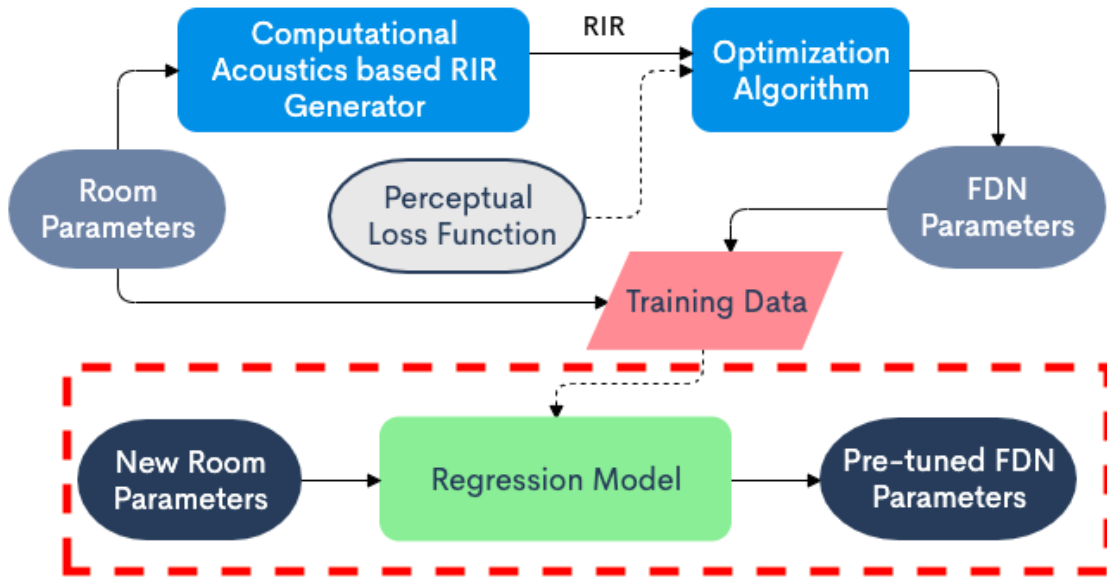 Computational
Acoustics based RIR
Generator
RIR
Optimization
Algorithm
Room
Parameters
Perceptual
Loss Function
FDN
Parameters
Training Data
New Room
Parameters
Regression Model
Pre-tuned FDN
Parameters